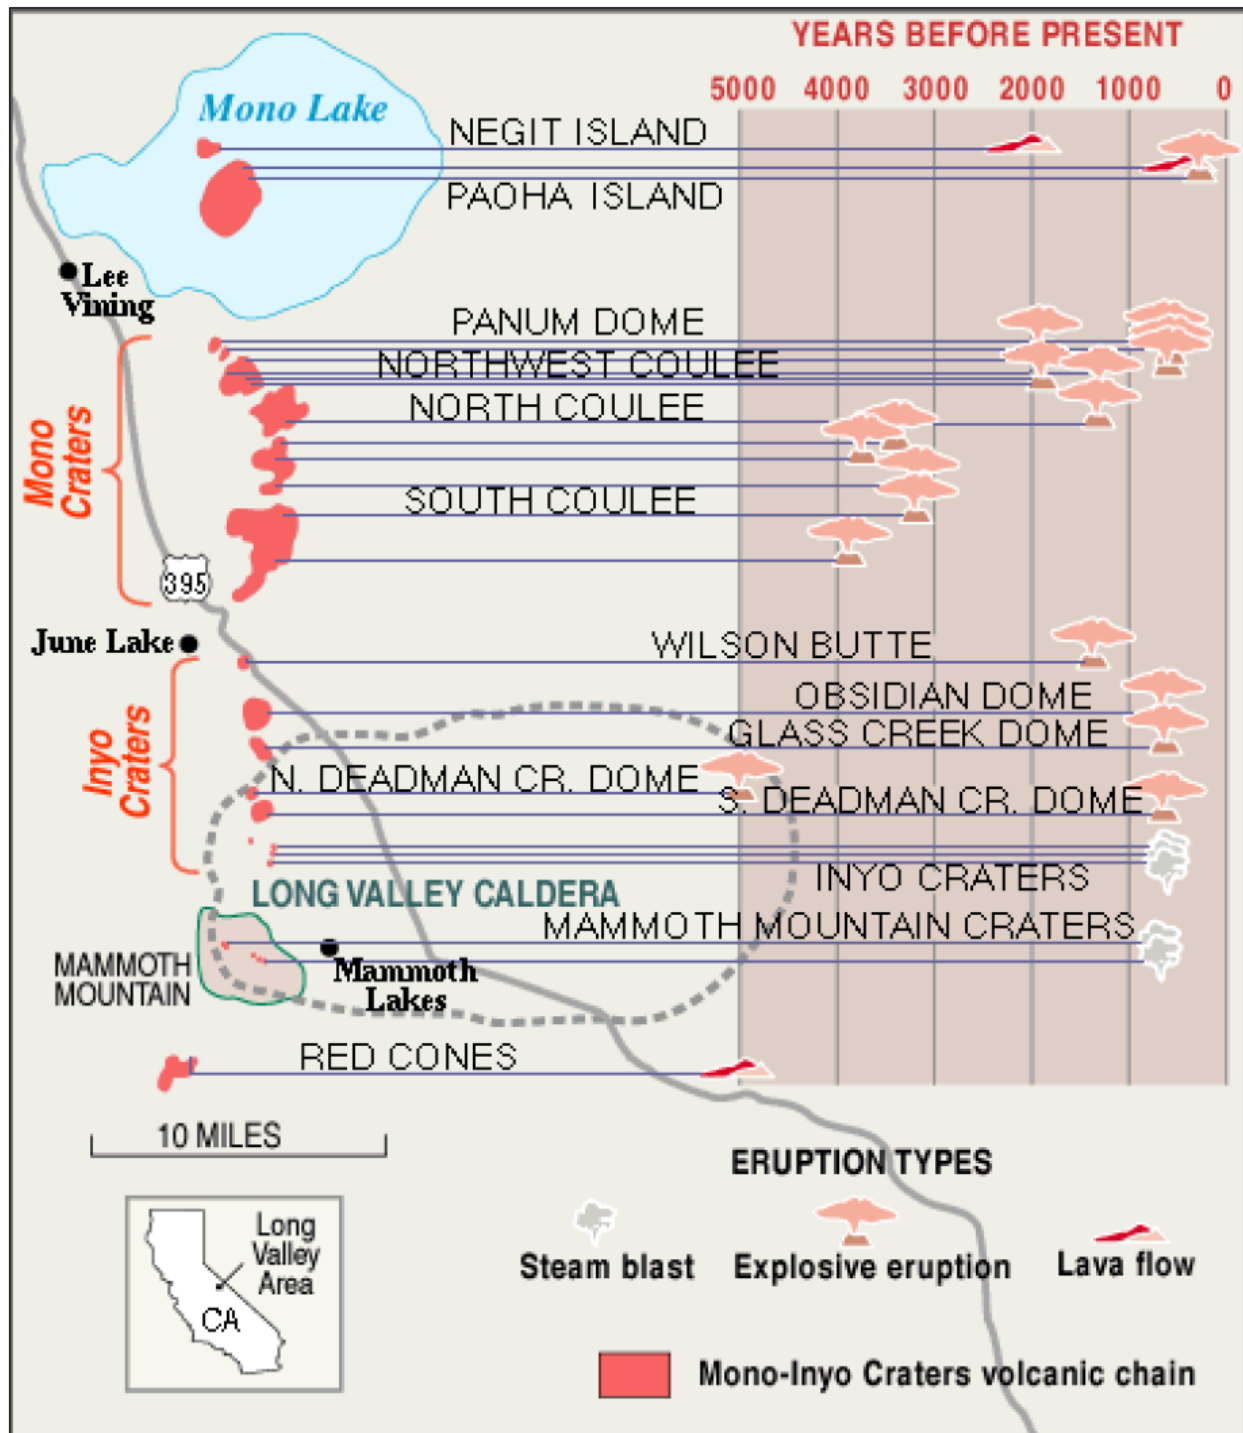 YEARS BEFORE PRESENT
5000 4000 3000 2000 1000 0
Mono Lake
NEGIT ISLAND
PAOHA ISLAND
Lee
Vining
PANUM DOME
NORTHWEST COULEE
NORTH COULEE
Mono
Craters
SOUTH COULEE
395
June Lake
WILSON BUTTE
OBSIDIAN DOME
GLASS CREEK DOME
Inyo
Craters
N. DEADMAN CR. DOME
S. DEADMAN CR. DOME
INYO CRATERS
LONG VALLEY CALDERA
MAMMOTH MOUNTAIN CRATERS
MAMMOTH
MOUNTAIN
Mammoth
Lakes
RED CONES
10 MILES
ERUPTION TYPES
Steam blast
Explosive eruption
Lava flow
Long
Valley
Area
CA
Mono-Inyo Craters volcanic chain